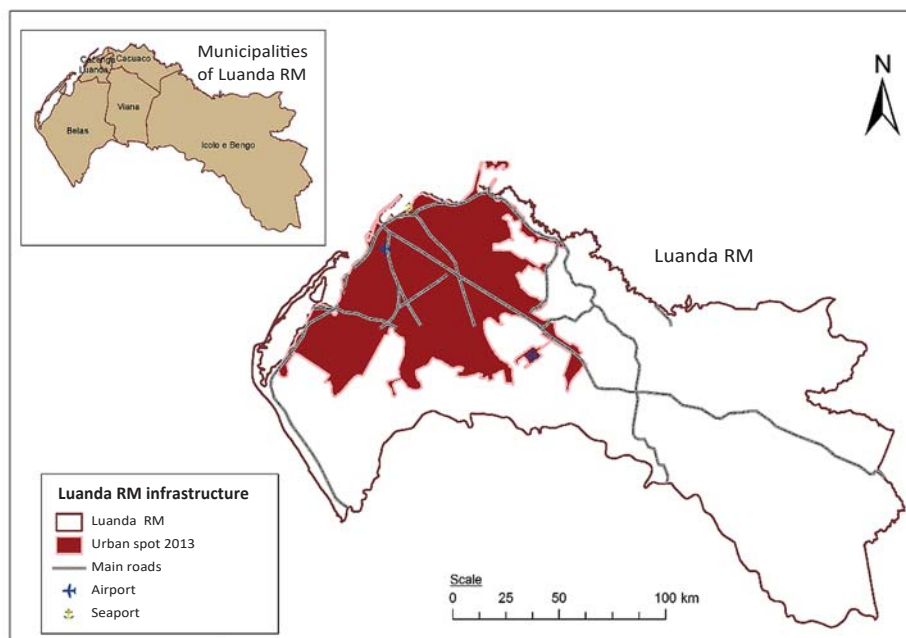 Municipalities
of Luanda RM
Cacuaco
Luanda
Viana
Belas
Icolo e Bengo
N
Luanda RM
Luanda RM infrastructure
Luanda RM
Urban spot 2013
Main roads
Airport
Seaport
Scale
0 25 50 100 km